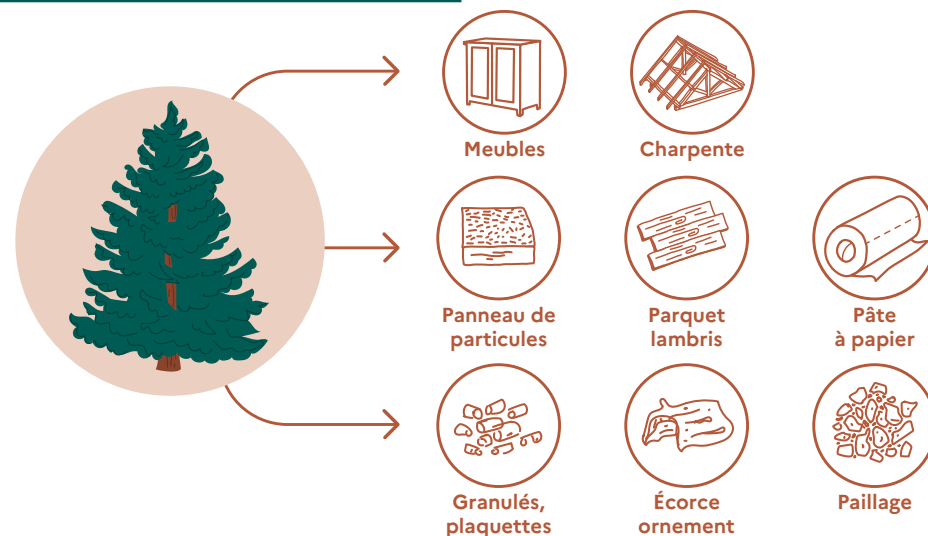 Meubles
Charpente
Panneau de
particules
Parquet
lambris
Pâte
à papier
Granulés,
plaquettes
Écorce
ornement
Paillage